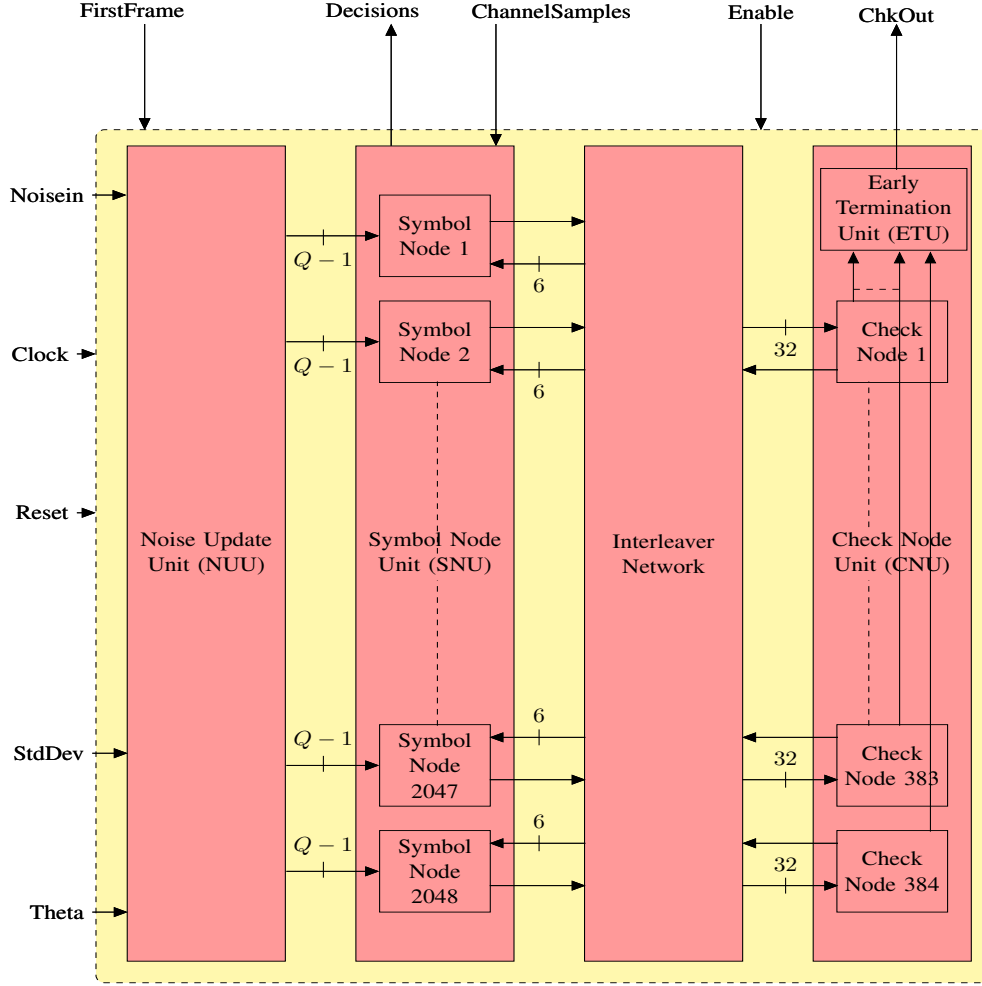 FirstFrame
Decisions
ChannelSamples
Enable
ChkOut
Noisein
Clock
Reset
StdDev
Theta
Noise Update
Unit (NUU)
Q − 1
Q − 1
Q − 1
Q − 1
Symbol
Node 1
Symbol
Node 2
Symbol Node
Unit (SNU)
Symbol
Node
2047
Symbol
Node
2048
6
6
6
6
Interleaver
Network
32
32
32
Early
Termination
Unit (ETU)
Check
Node 1
Check Node
Unit (CNU)
Check
Node 383
Check
Node 384